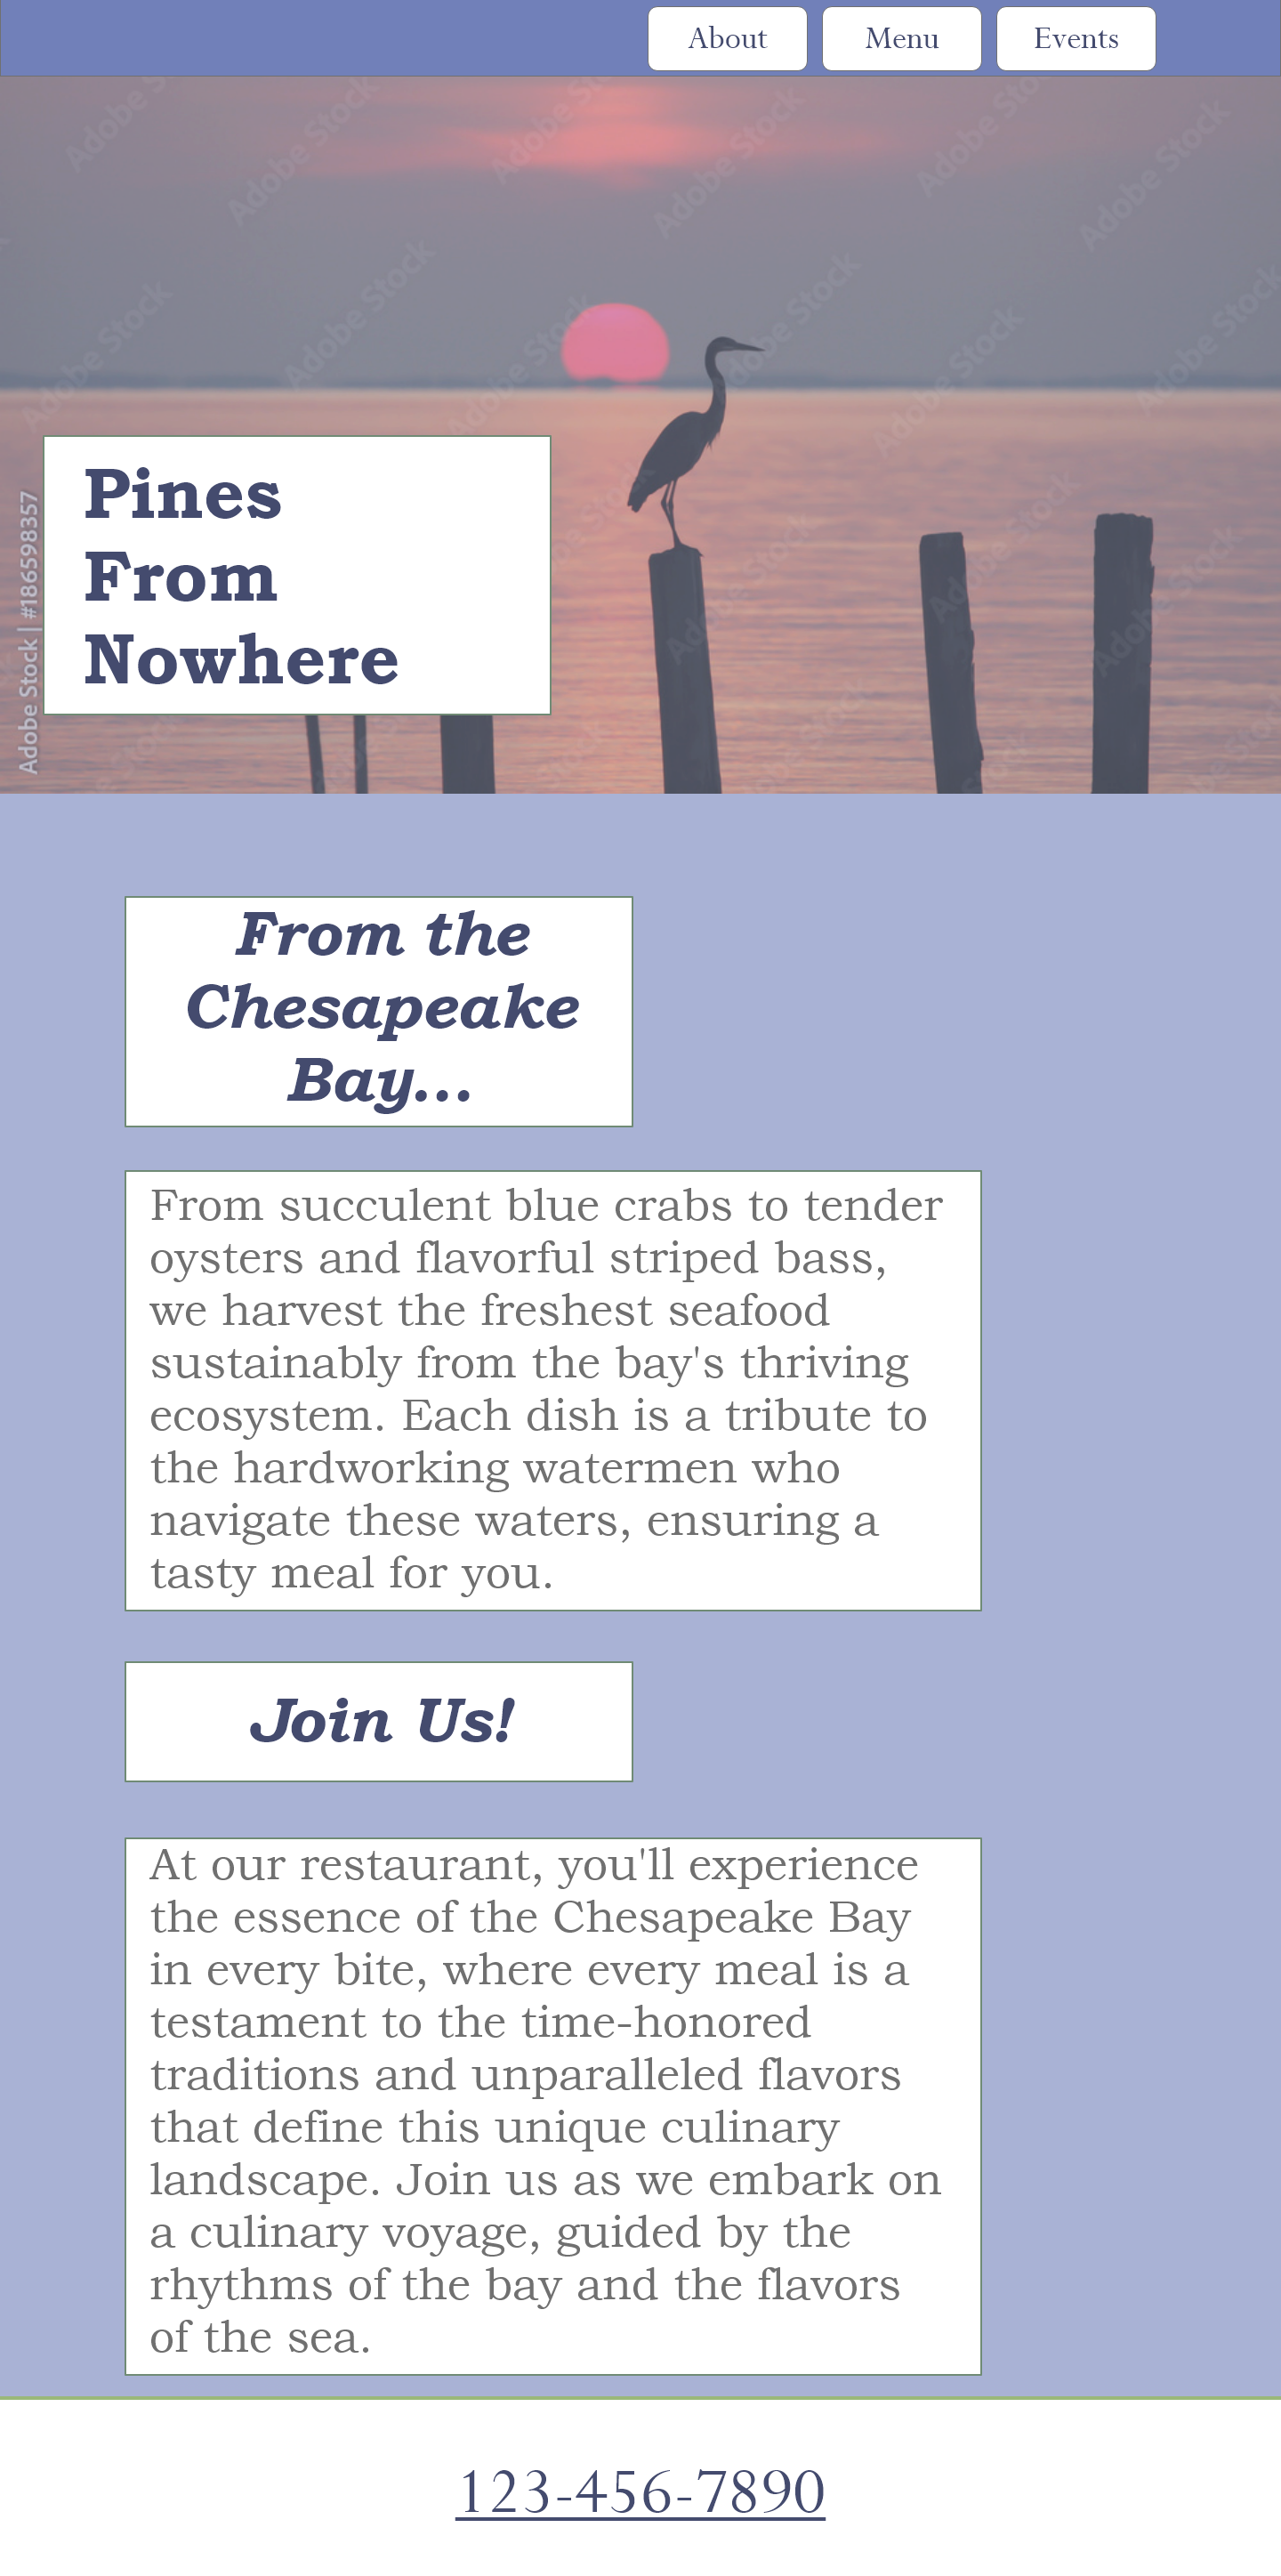 About Menu Events
Adobe Stock | #186598357
Pines
From
Nowhere
From the
Chesapeake
Bay...
From succulent blue crabs to tender
oysters and flavorful striped bass,
we harvest the freshest seafood
sustainably from the bay's thriving
ecosystem. Each dish is a tribute to
the hardworking watermen who
navigate these waters, ensuring a
tasty meal for you.
Join Us!
At our restaurant, you'll experience
the essence of the Chesapeake Bay
in every bite, where every meal is a
testament to the time-honored
traditions and unparalleled flavors
that define this unique culinary
landscape. Join us as we embark on
a culinary voyage, guided by the
rhythms of the bay and the flavors
of the sea.
123-456-7890